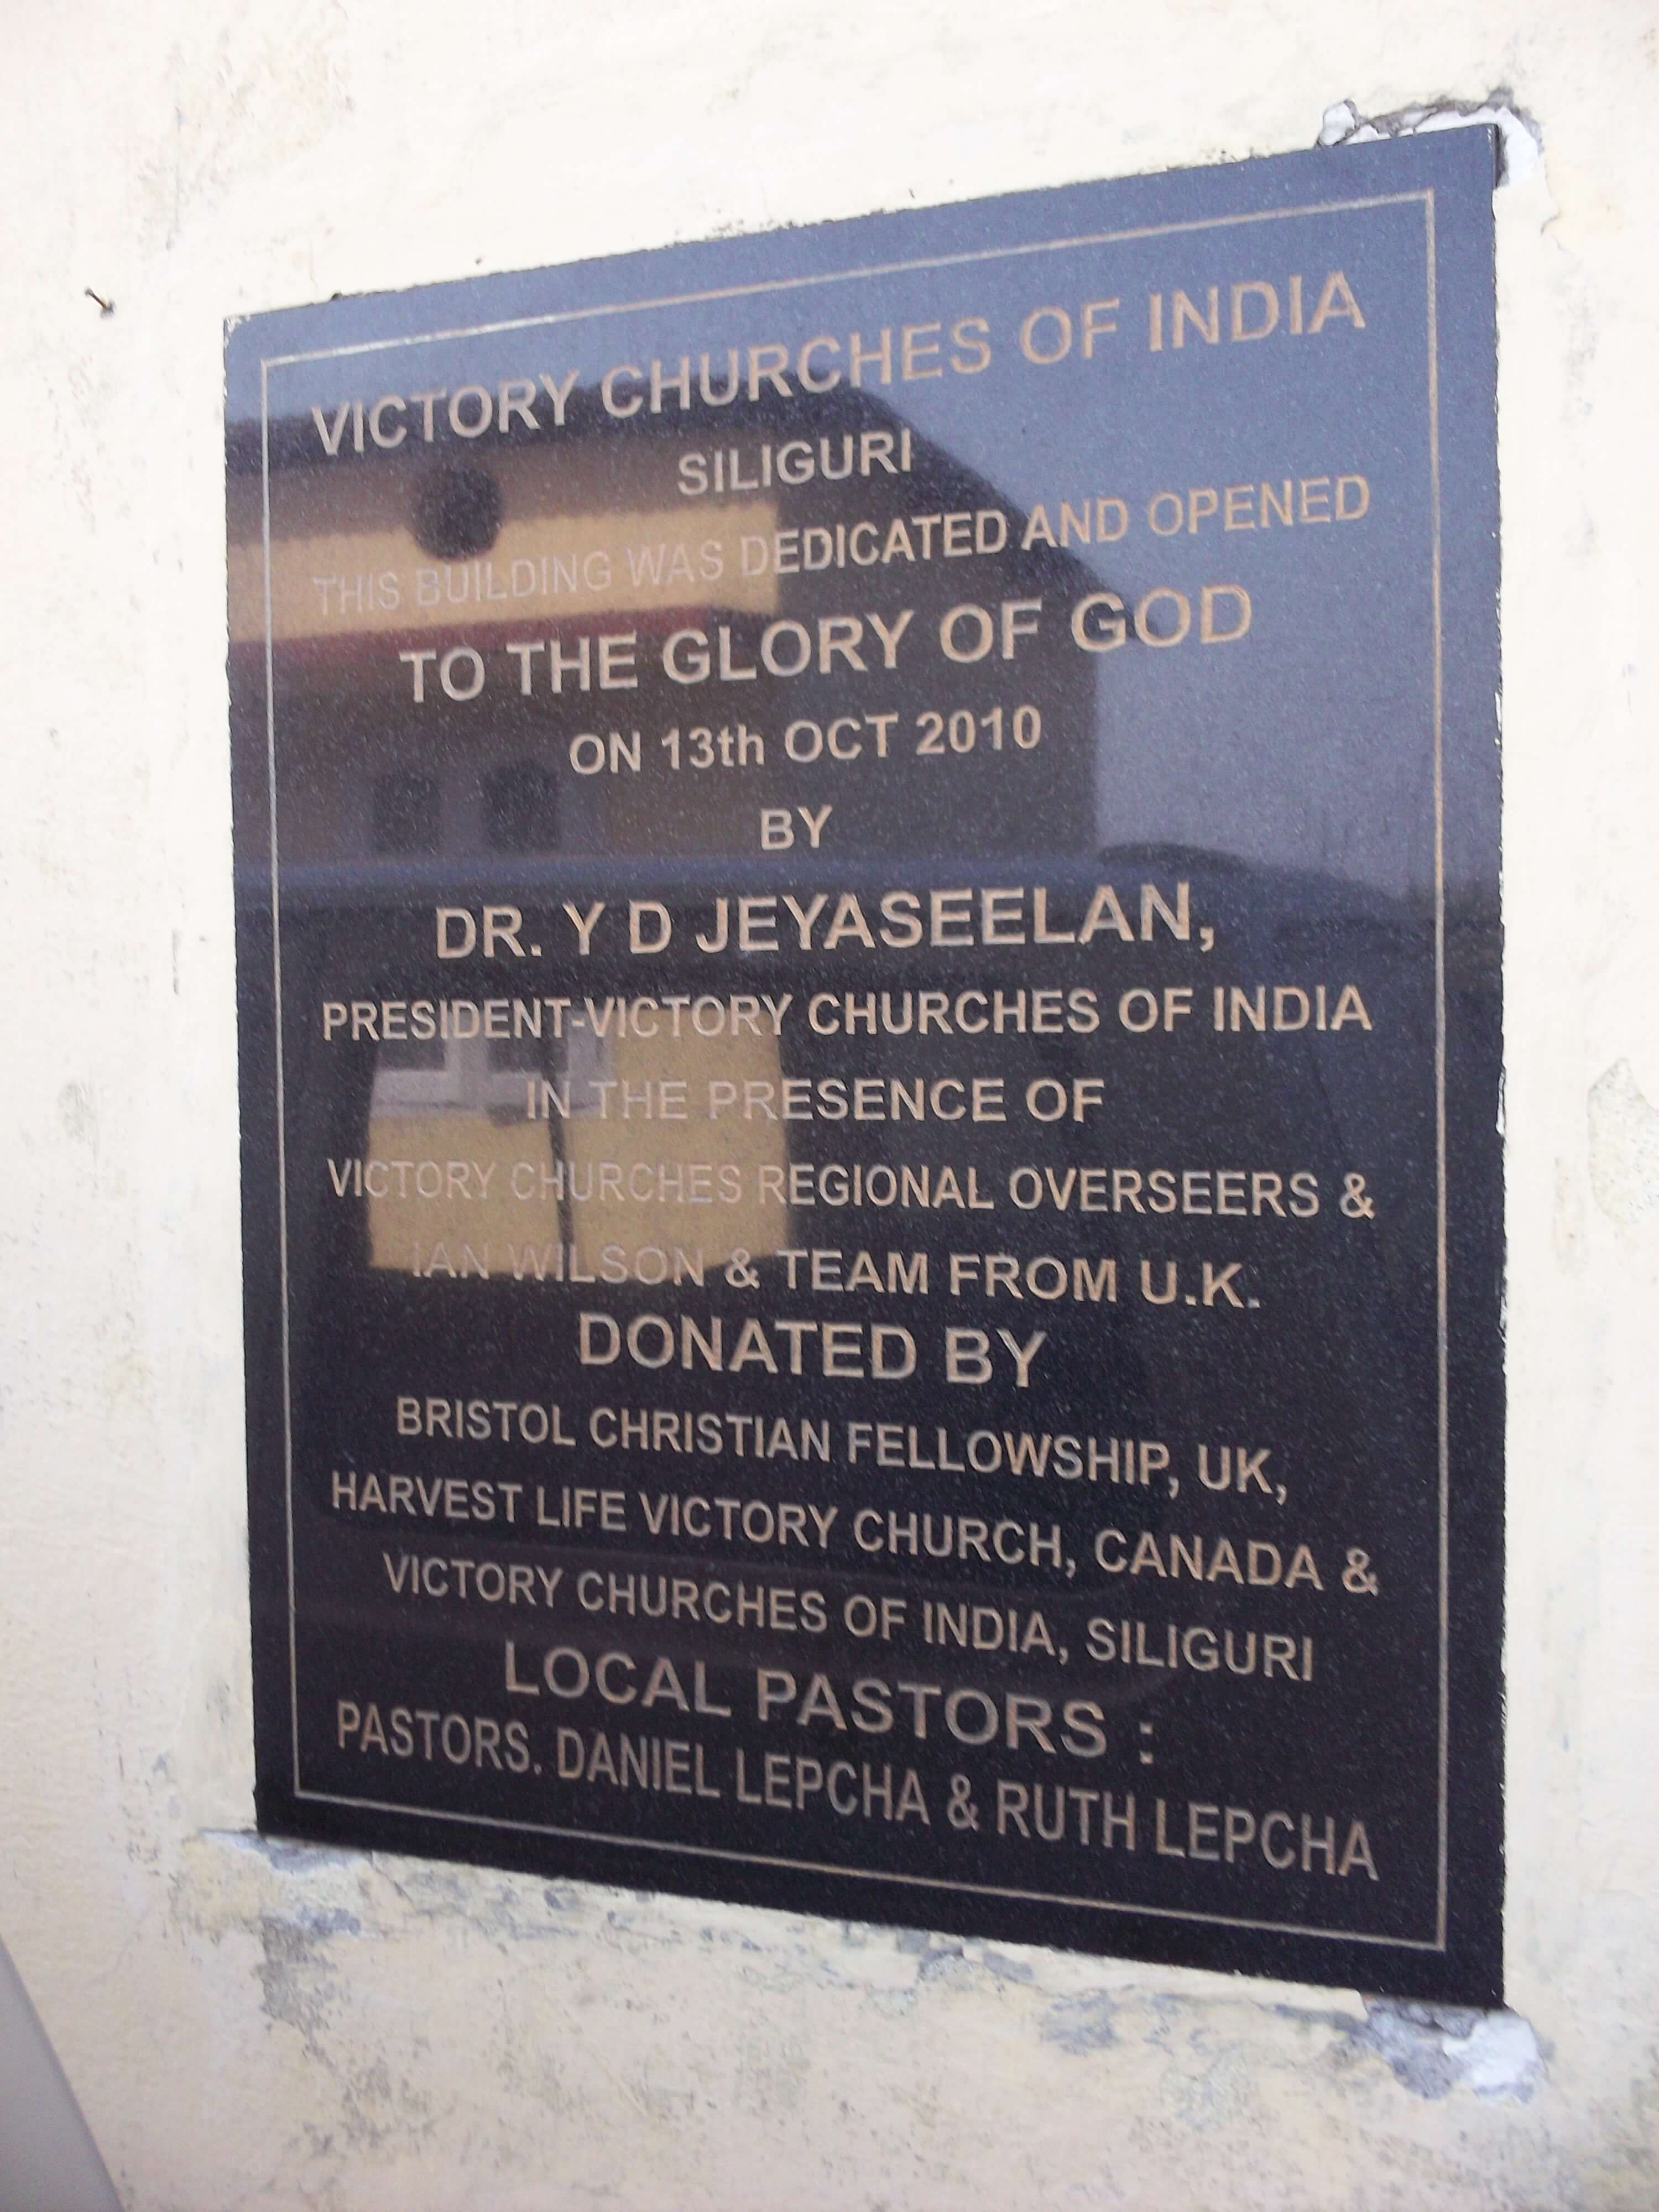 VICTORY CHURCHES OF INDIA
SILIGURI
THIS BUILDING WAS DEDICATED AND OPENED
TO THE GLORY OF GOD
ON 13th OCT 2010
BY
DR. Y D JEYASEELAN,
PRESIDENT-VICTORY CHURCHES OF INDIA
IN THE PRESENCE OF
VICTORY CHURCHES REGIONAL OVERSEERS &
IAN WILSON & TEAM FROM U.K.
DONATED BY
BRISTOL CHRISTIAN FELLOWSHIP, UK,
HARVEST LIFE VICTORY CHURCH, CANADA &
VICTORY CHURCHES OF INDIA, SILIGURI
LOCAL PASTORS :
PASTORS. DANIEL LEPCHA & RUTH LEPCHA